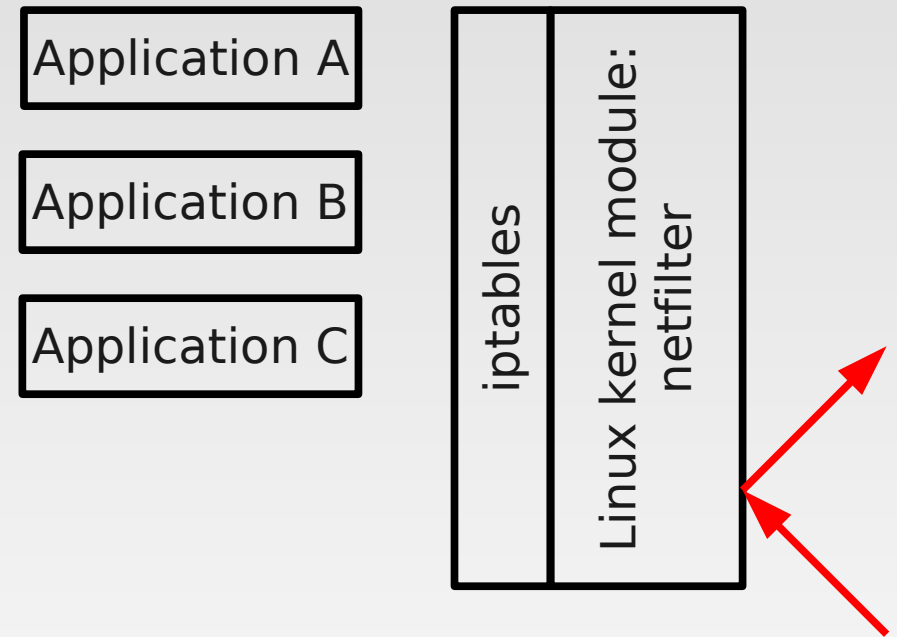 Application A
Application B
Application C
iptables
Linux kernel module:
netfilter